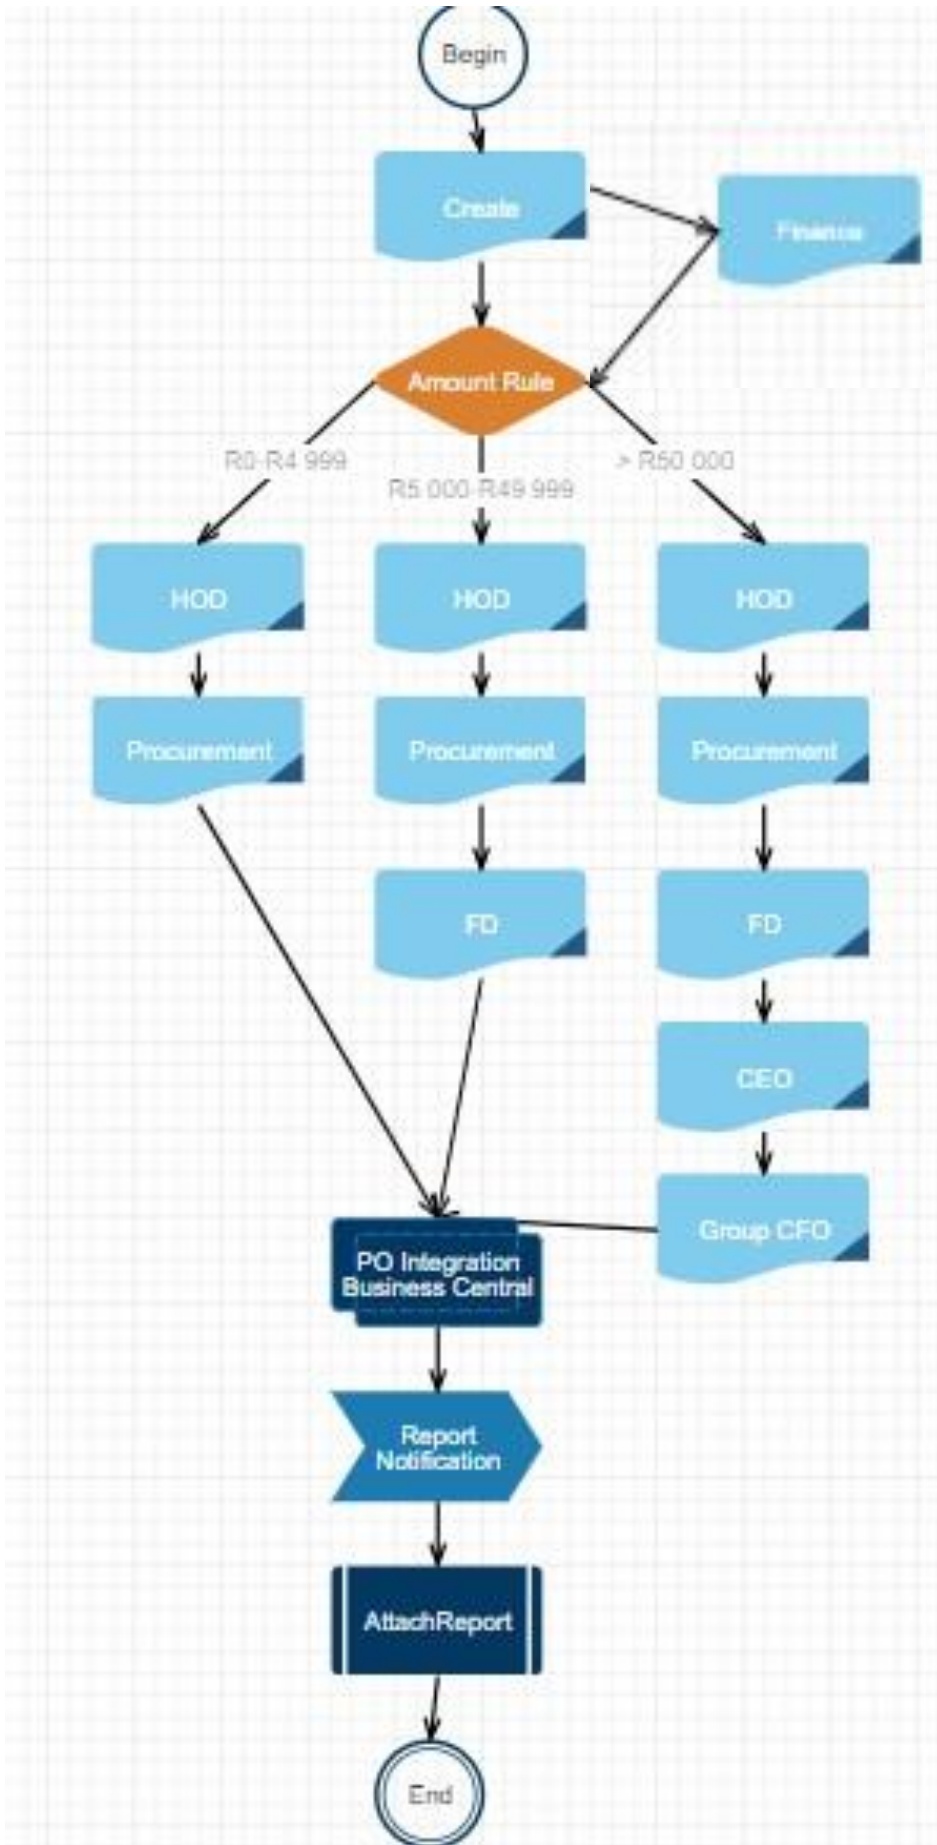 Begin
Create
Finance
Amount Rule
R0-R4 999
R5 000-R49 999
> R50 000
HOD
HOD
HOD
Procurement
Procurement
Procurement
FD
FD
CEO
Group CFO
PO Integration
Business Central
Report
Notification
AttachReport
End